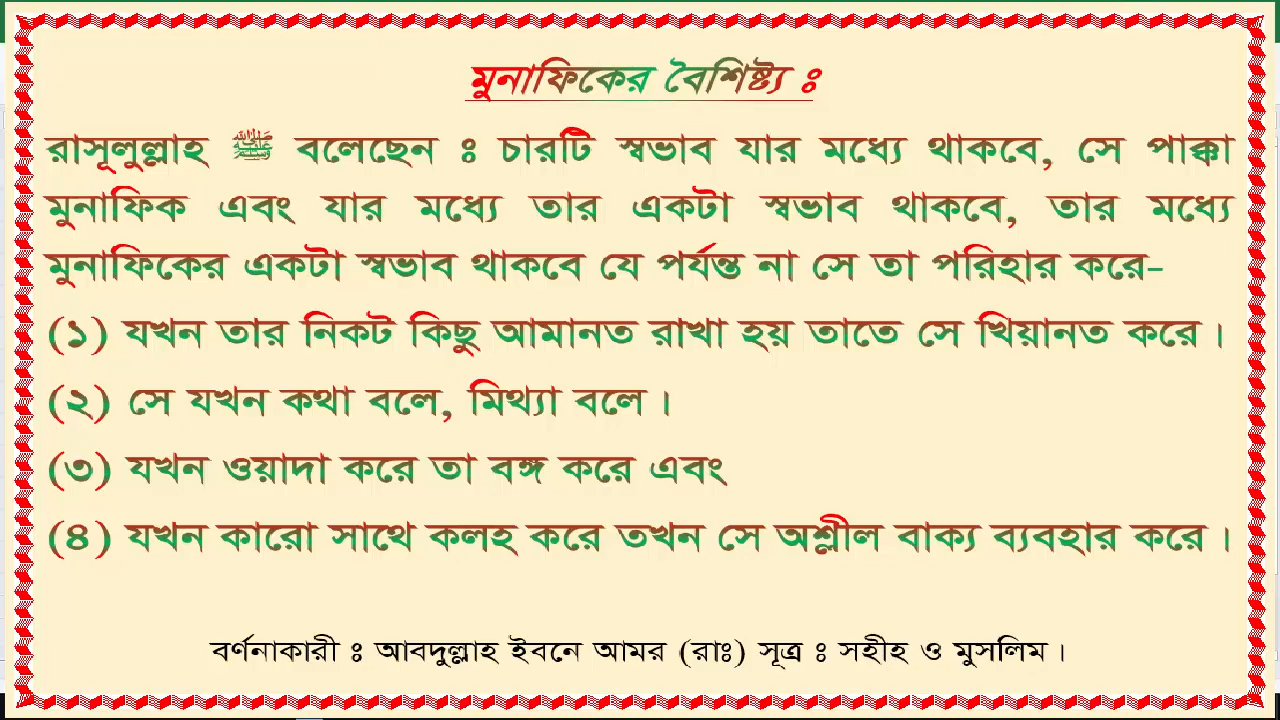 মুনাফিকের বৈশিষ্ট্য ঃ
রাসূলুল্লাহ ﷺ বলেছেন ঃ চারটি স্বভাব যার মধ্যে থাকবে, সে পাক্কা
মুনাফিক এবং যার মধ্যে তার একটা স্বভাব থাকবে, তার মধ্যে
মুনাফিকের একটা স্বভাব থাকবে যে পর্যন্ত না সে তা পরিহার করে-
(১) যখন তার নিকট কিছু আমানত রাখা হয় তাতে সে খিয়ানত করে।
(২) সে যখন কথা বলে, মিথ্যা বলে।
(৩) যখন ওয়াদা করে তা বঙ্গ করে এবং
(৪) যখন কারো সাথে কলহ করে তখন সে অশ্লীল বাক্য ব্যবহার করে।
বর্ণনাকারী ঃ আবদুল্লাহ ইবনে আমর (রাঃ) সূত্র ঃ সহীহ ও মুসলিম।